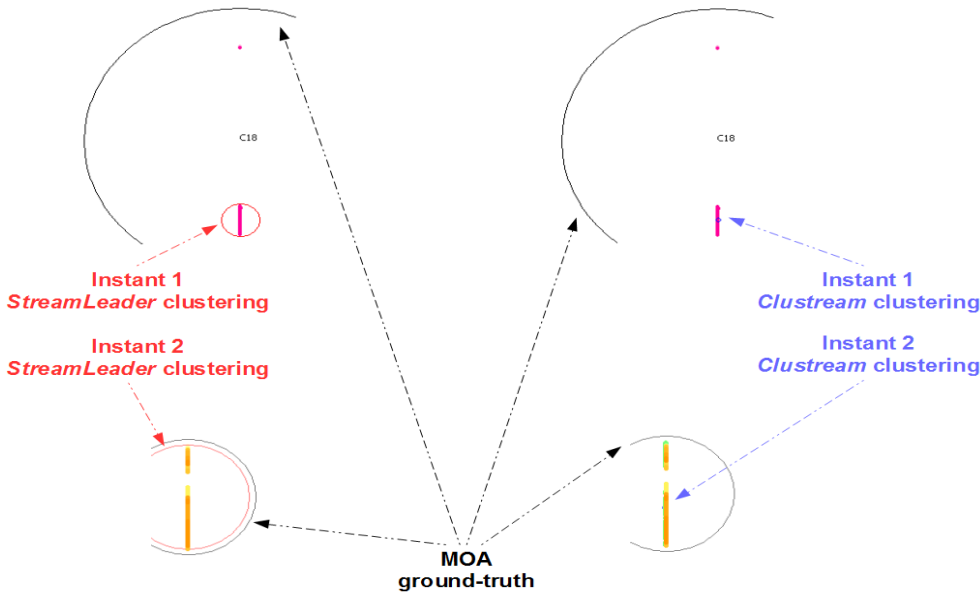 C18
C18
Instant 1
StreamLeader clustering
Instant 1
Clustream clustering
Instant 2
StreamLeader clustering
Instant 2
Clustream clustering
MOA
ground-truth